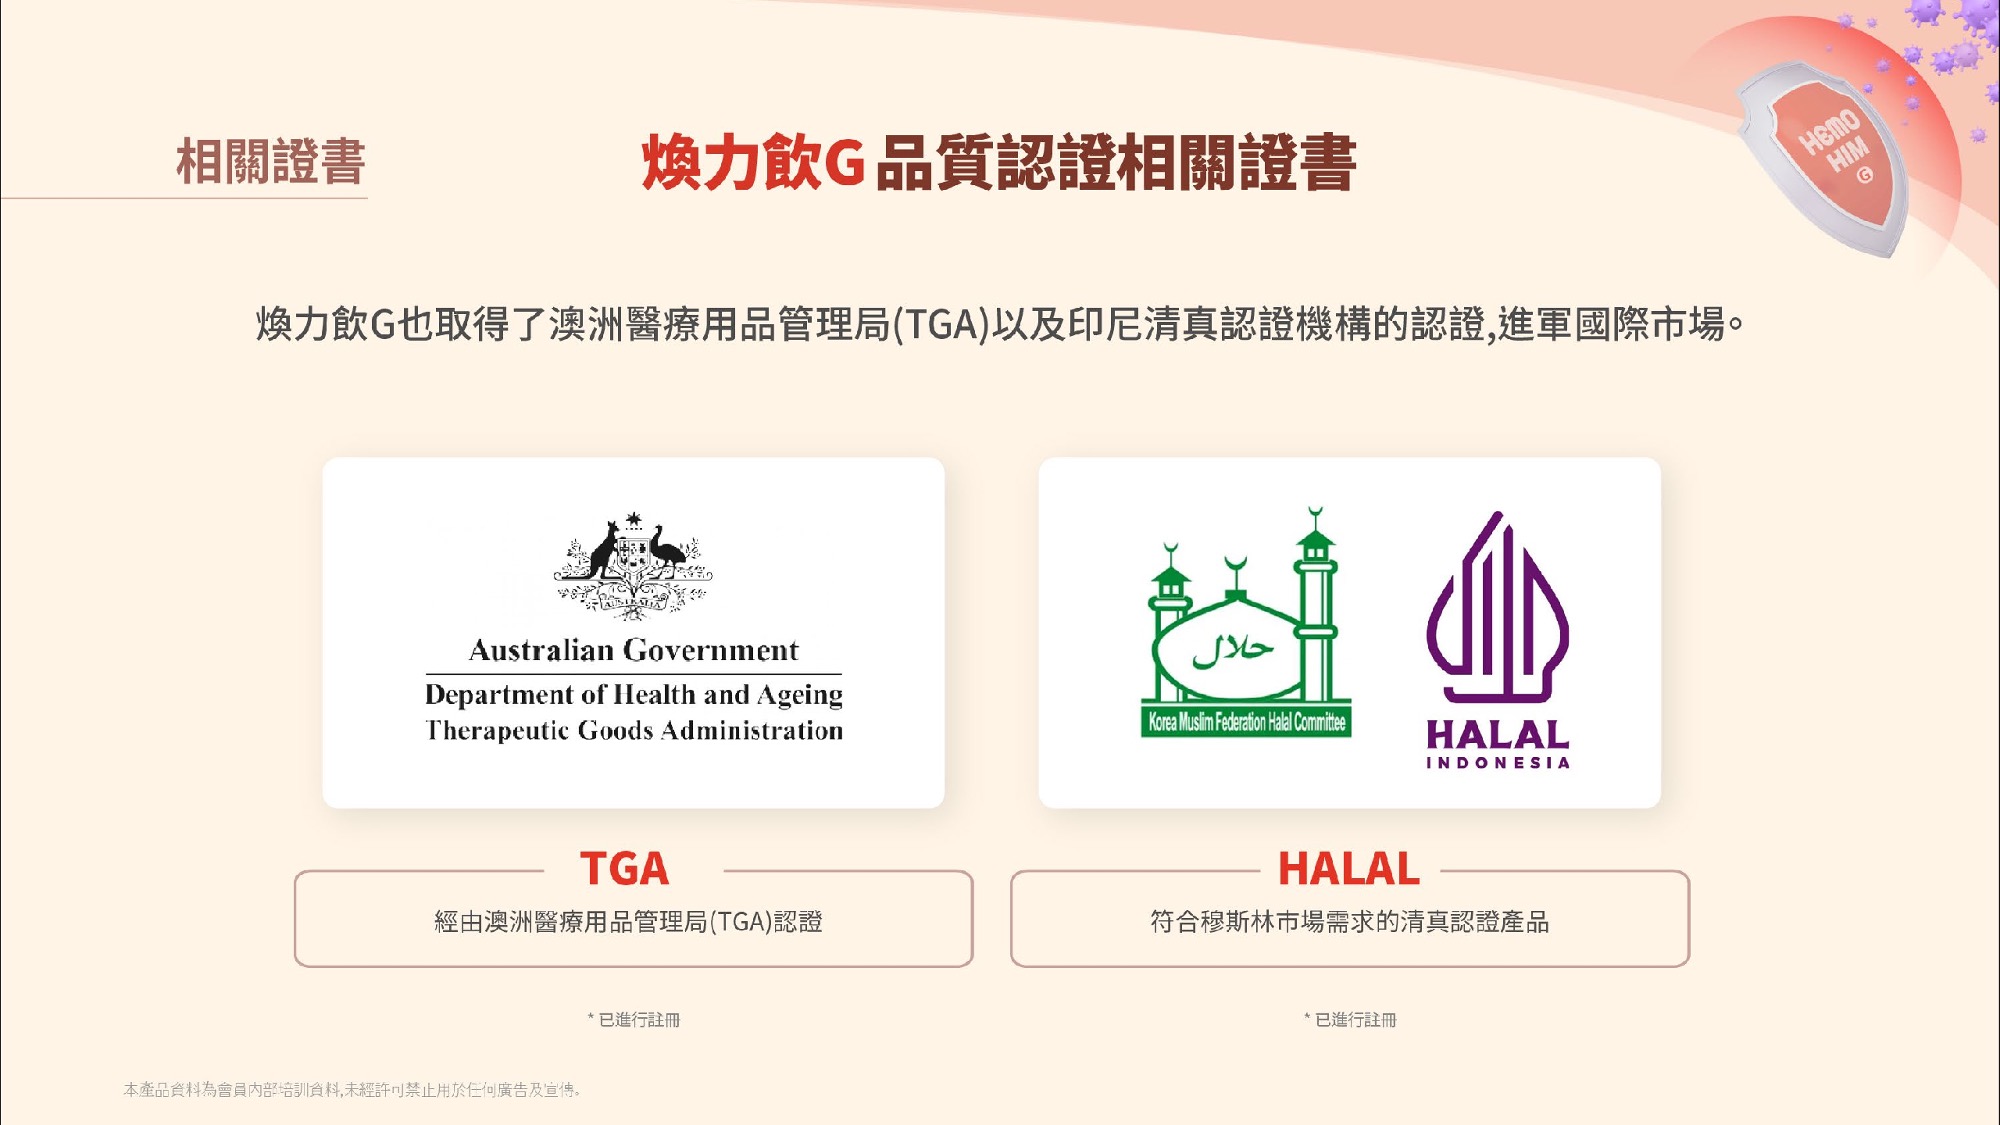 相關證書
煥力飲G品質認證相關證書
HEMO
HIM
G
煥力飲G也取得了澳洲醫療用品管理局(TGA)以及印尼清真認證機構的認證,進軍國際市場。
AUSTRALIA
Australian Government
Department of Health and Ageing
Therapeutic Goods Administration
حلال
Korea Muslim Federation Halal Committee
HALAL
INDONESIA
TGA
經由澳洲醫療用品管理局(TGA)認證
* 已進行註冊
HALAL
符合穆斯林市場需求的清真認證產品
* 已進行註冊
本產品資料為會員內部培訓資料,未經許可禁止用於任何廣告及宣傳。